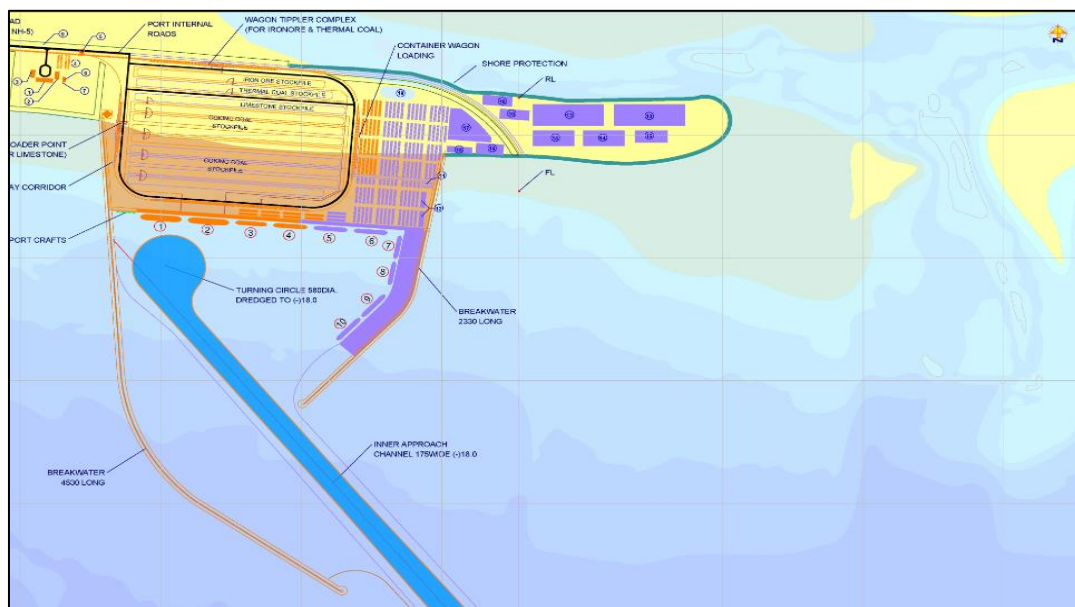 AD
NH-5)
PORT INTERNAL
ROADS
WAGON TIPPLER COMPLEX
(FOR IRONORE & THERMAL COAL)
CONTAINER WAGON
LOADING
SHORE PROTECTION
RL
N
IRON ORE STOCKPILE
THERMAL COAL STOCKPILE
LIMESTONE STOCKPILE
COKING COAL
STOCKPILE
COKING COAL
STOCKPILE
OADER POINT
R LIMESTONE)
AY CORRIDOR
PORT CRAFTS
FL
1
2
3
4
5
6
7
8
9
10
TURNING CIRCLE 580DIA.
DREDGED TO (-)18.0
BREAKWATER
2330 LONG
INNER APPROACH
CHANNEL 175WIDE (-)18.0
BREAKWATER
4630 LONG